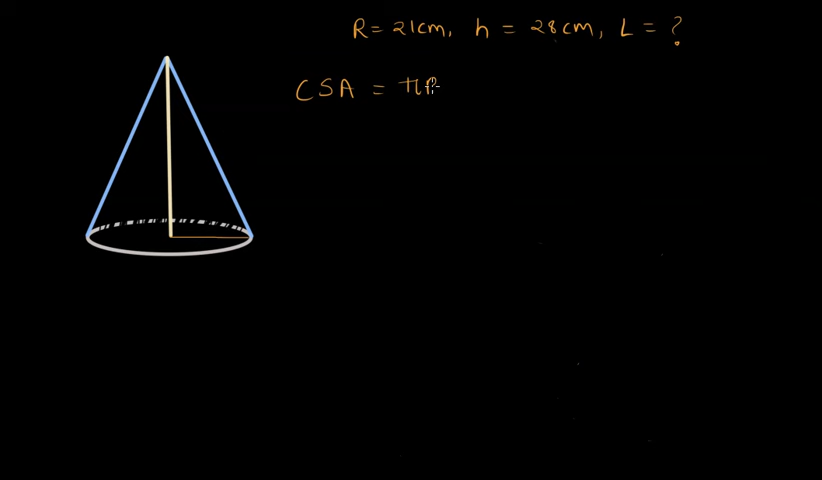 R = 21cm, h = 28cm, L = ?
CSA = πR